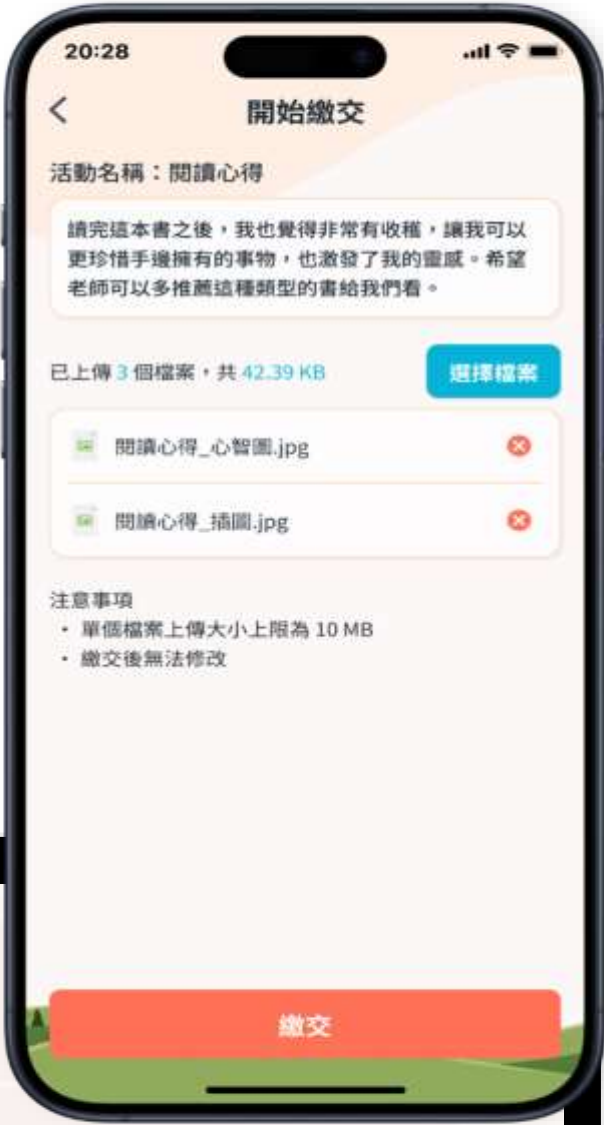 20:28
開始繳交
活動名稱：閱讀心得
讀完這本書之後，我也覺得非常有收穫，讓我可以
更珍惜手邊擁有的事物，也激發了我的靈感。希望
老師可以多推薦這種類型的書給我們看。
已上傳 3 個檔案，共 42.39 KB
選擇檔案
閱讀心得_心智圖.jpg
閱讀心得_插圖.jpg
注意事項
・ 單個檔案上傳大小上限為 10 MB
・ 繳交後無法修改
繳交